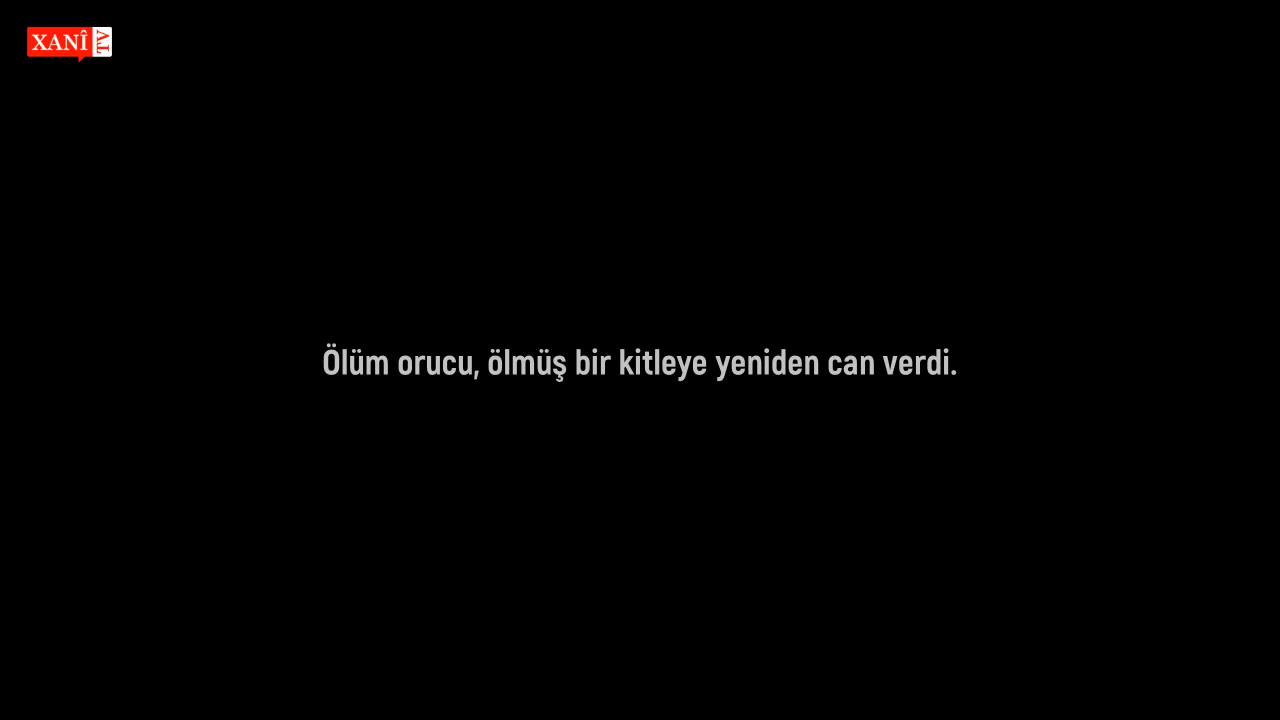 XANÎ TV
Ölüm orucu, ölmüş bir kitleye yeniden can verdi.